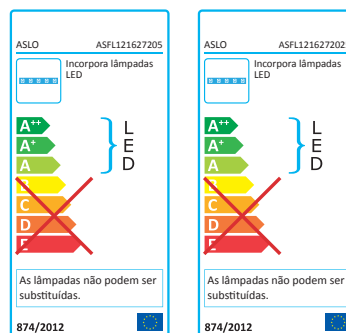 ASLO ASFL121627205
Incorpora lâmpadas
LED
A++
A+
A
B
C
D
E
L
E
D
As lâmpadas não podem ser
substituídas.
874/2012
ASLO ASFL12162720
Incorpora lâmpadas
LED
A++
A+
A
B
C
D
E
L
E
D
As lâmpadas não podem ser
substituídas.
874/2012